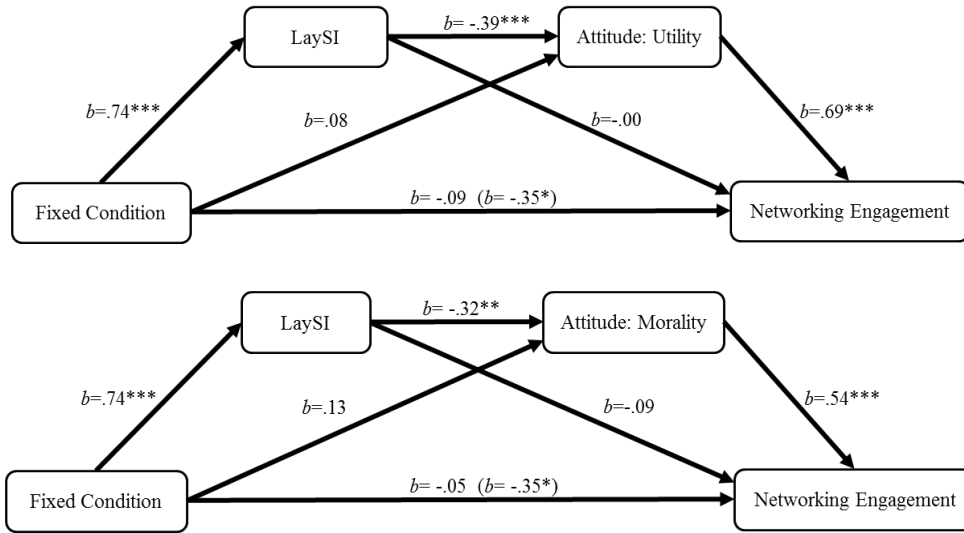 LaySI
b= -.39***
Attitude: Utility
b=.74***
b=.08
b=-.00
b=.69***
Fixed Condition
b= -.09 (b= -.35*)
Networking Engagement
LaySI
b= -.32**
Attitude: Morality
b=.74***
b=.13
b=-.09
b=.54***
Fixed Condition
b= -.05 (b= -.35*)
Networking Engagement